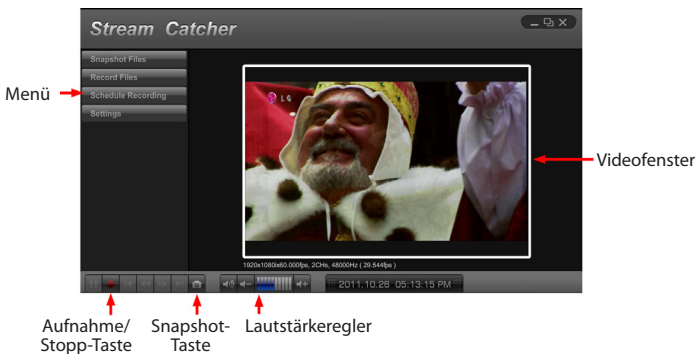 Stream Catcher
Snapshot Files
Record Files
Schedule Recording
Settings
Menü
LG
Videofenster
1920x1080ix60.000fps, 2CHs, 48000Hz ( 29.544fps )
2011.10.26 05:13:15 PM
Aufnahme/
Stopp-Taste
Snapshot-
Taste
Lautstärkeregler